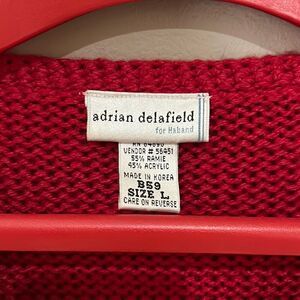 adrian delafield
for Haband
VENDOR # 56451
55% RAMIE
45% ACRYLIC
MADE IN KOREA
B59
SIZE L
CARE ON REVERSE